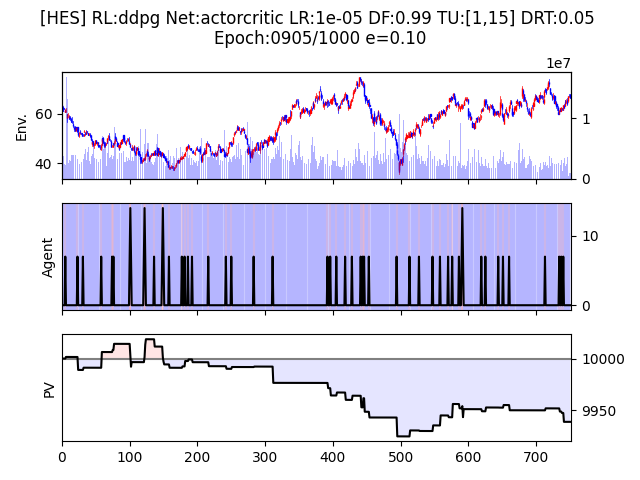 [HES] RL:ddpg Net:actorcritic LR:1e-05 DF:0.99 TU:[1,15] DRT:0.05
Epoch:0905/1000 e=0.10
1e7
Env.
60
40
1
0
Agent
10
0
PV
10000
9950
0 100 200 300 400 500 600 700